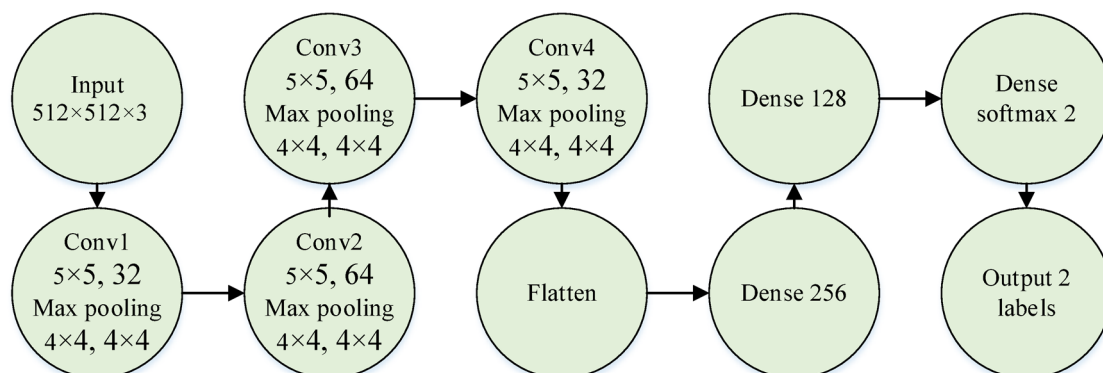 Input
512×512×3
Conv1
5×5, 32
Max pooling
4×4, 4×4
Conv2
5×5, 64
Max pooling
4×4, 4×4
Conv3
5×5, 64
Max pooling
4×4, 4×4
Conv4
5×5, 32
Max pooling
4×4, 4×4
Flatten
Dense 256
Dense 128
Dense
softmax 2
Output 2
labels